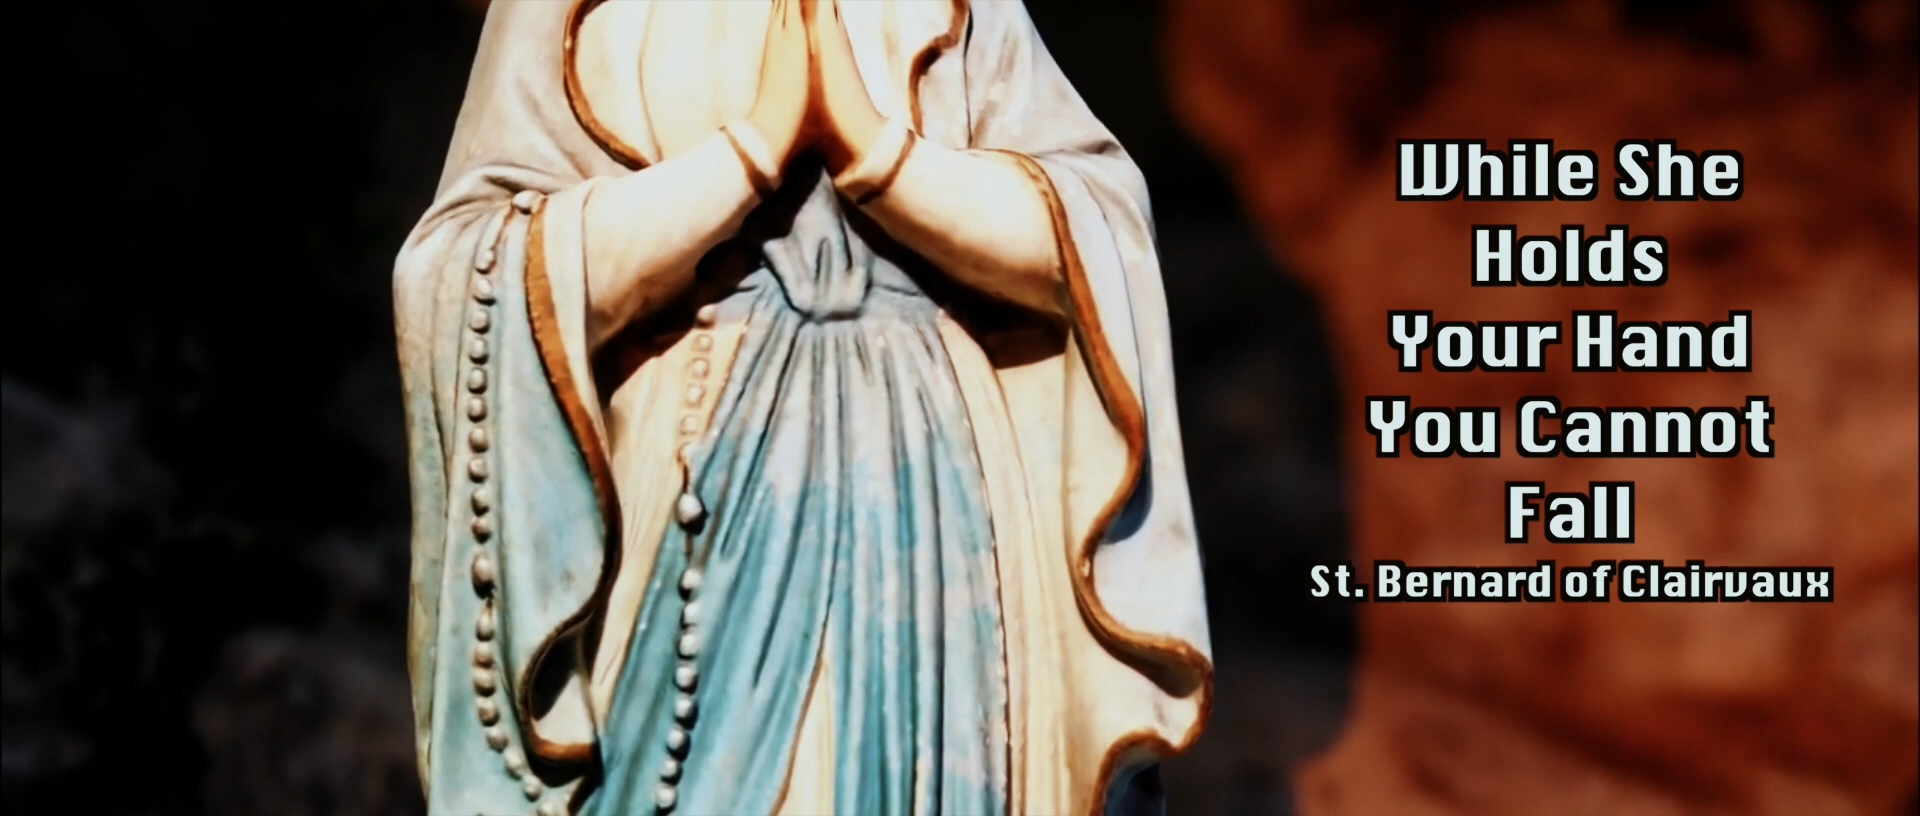 While She
Holds
Your Hand
You Cannot
Fall
St. Bernard of Clairvaux